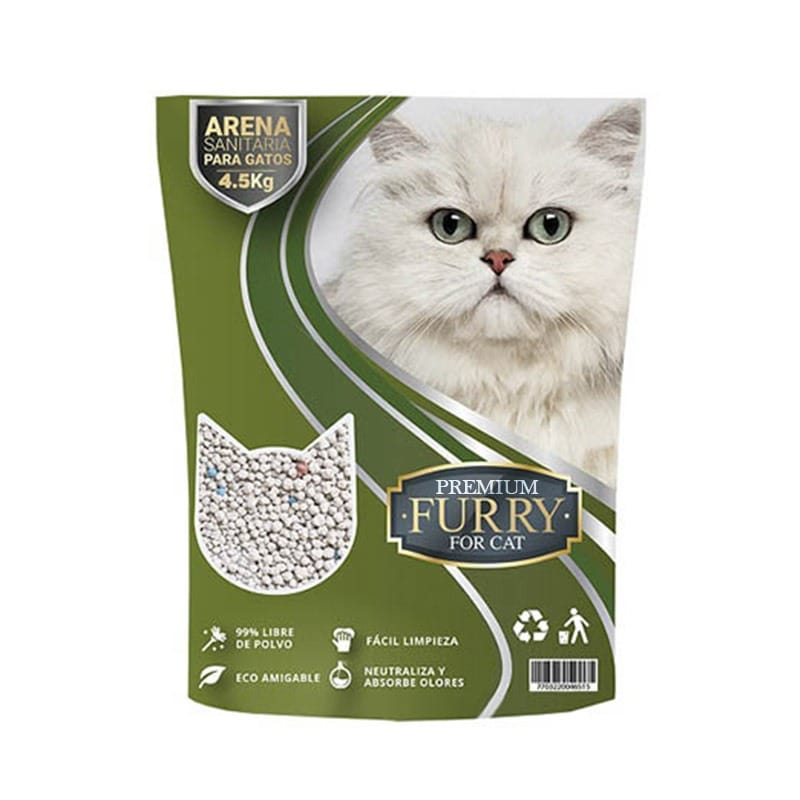 ARENA
SANITARIA
PARA GATOS
4.5Kg
PREMIUM
·FURRY·
FOR CAT
99% LIBRE
DE POLVO
FÁCIL LIMPIEZA
ECO AMIGABLE
NEUTRALIZA Y
ABSORBE OLORES
7703220046515